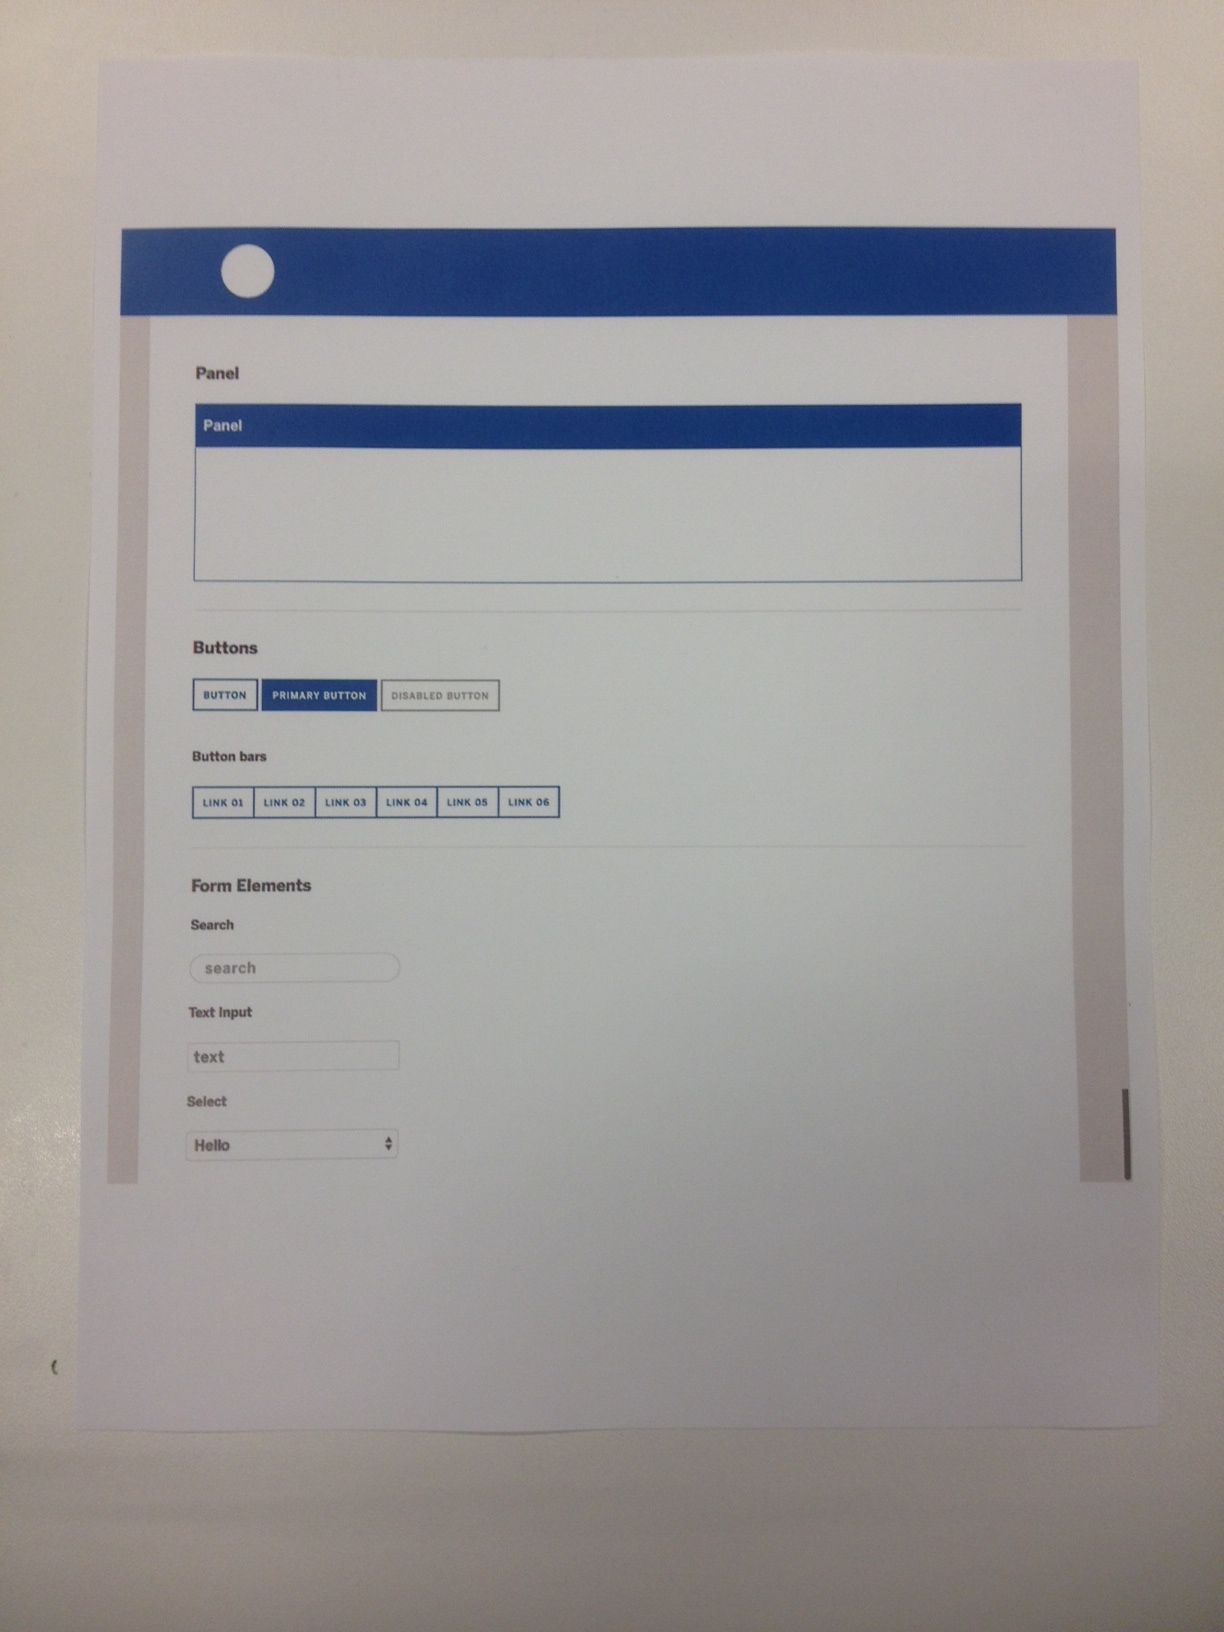 Panel
Panel
Buttons
BUTTON PRIMARY BUTTON DISABLED BUTTON
Button bars
LINK 01 LINK 02 LINK 03 LINK 04 LINK 05 LINK 06
Form Elements
Search
search
Text Input
text
Select
Hello